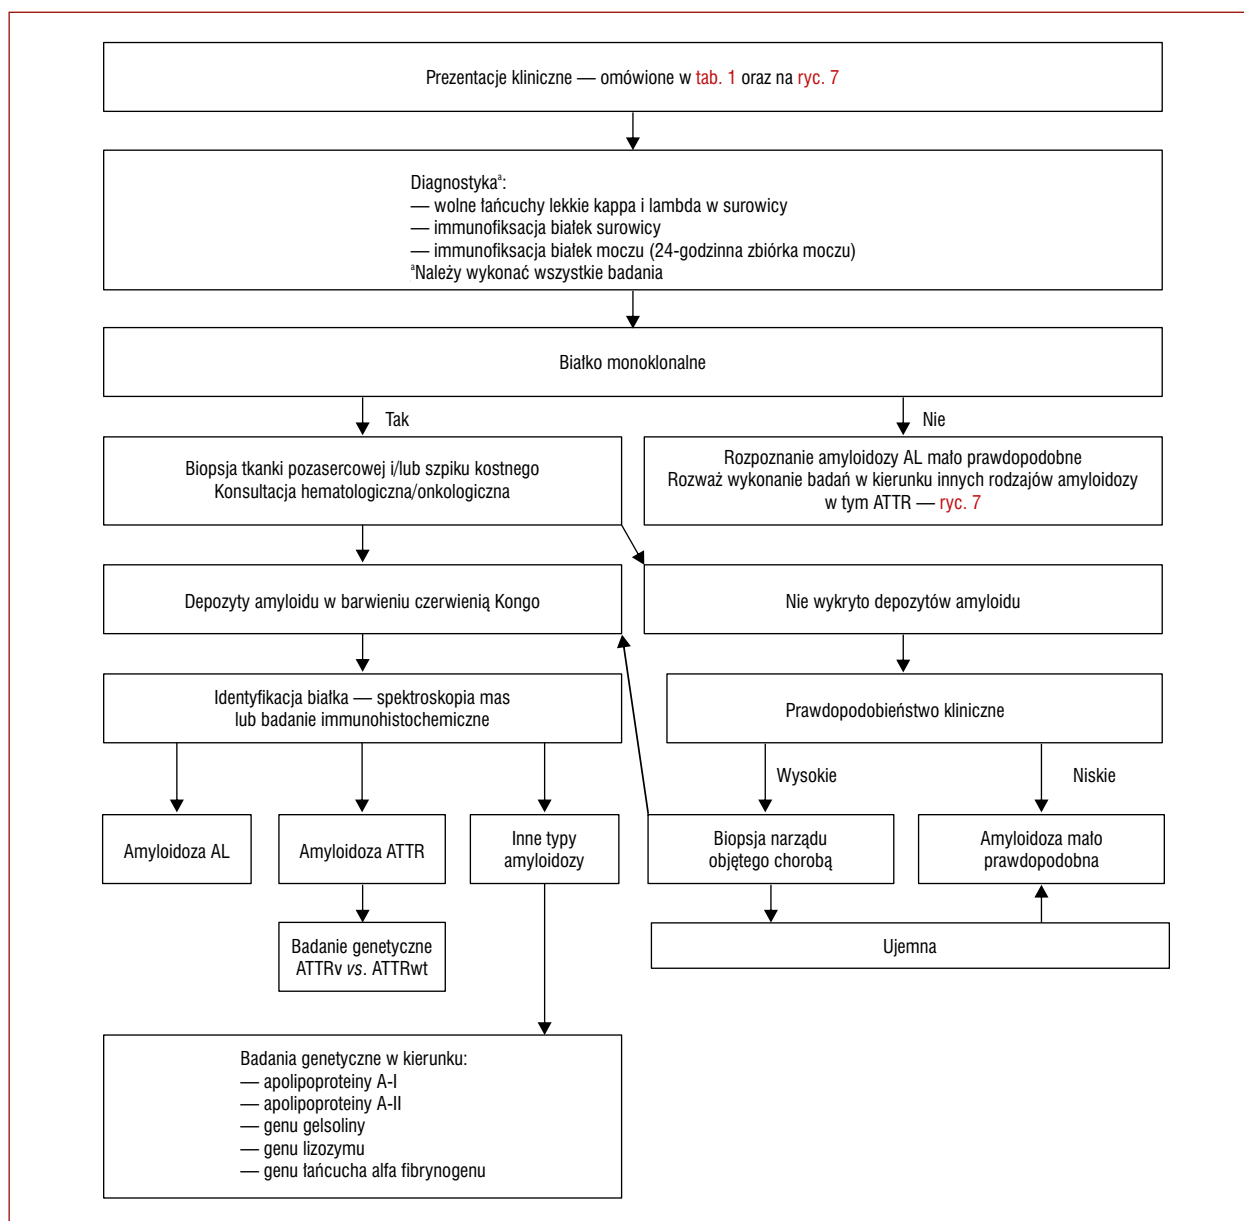 Prezentacje kliniczne — omówione w tab. 1 oraz na ryc. 7
Diagnostykaᵃ:
— wolne łańcuchy lekkie kappa i lambda w surowicy
— immunofiksacja białek surowicy
— immunofiksacja białek moczu (24-godzinna zbiórka moczu)
ᵃNależy wykonać wszystkie badania
Białko monoklonalne
Tak
Nie
Biopsja tkanki pozasercowej i/lub szpiku kostnego
Konsultacja hematologiczna/onkologiczna
Rozpoznanie amyloidozy AL mało prawdopodobne
Rozważ wykonanie badań w kierunku innych rodzajów amyloidozy
w tym ATTR — ryc. 7
Depozyty amyloidu w barwieniu czerwienią Kongo
Nie wykryto depozytów amyloidu
Identyfikacja białka — spektroskopia mas
lub badanie immunohistochemiczne
Prawdopodobieństwo kliniczne
Wysokie
Niskie
Amyloidoza AL
Amyloidoza ATTR
Inne typy
amyloidozy
Biopsja narządu
objętego chorobą
Amyloidoza mało
prawdopodobna
Badanie genetyczne
ATTRv vs. ATTRwt
Ujemna
Badania genetyczne w kierunku:
— apolipoproteiny A-I
— apolipoproteiny A-II
— genu gelsoliny
— genu lizozymu
— genu łańcucha alfa fibrynogenu